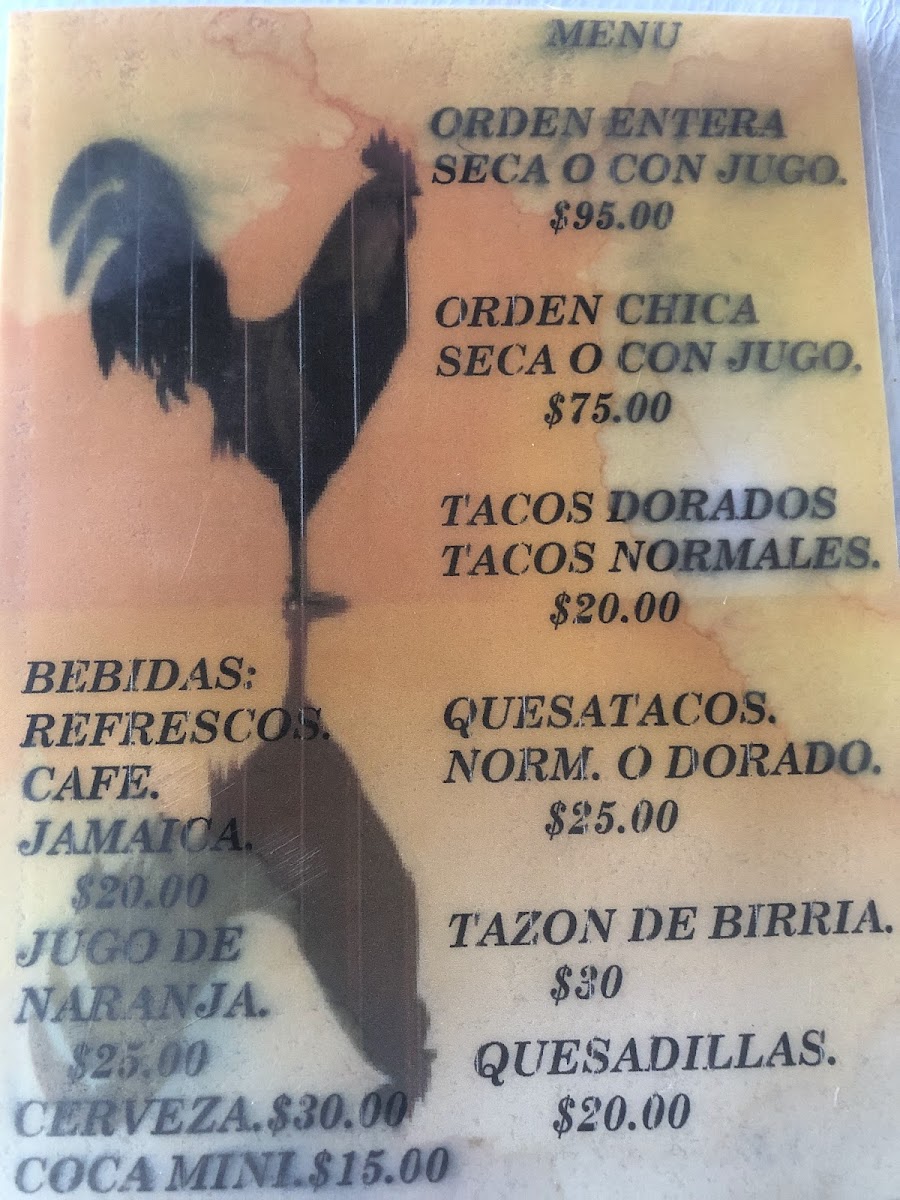 MENU
ORDEN ENTERA
SECA O CON JUGO.
$95.00
ORDEN CHICA
SECA O CON JUGO.
$75.00
TACOS DORADOS
TACOS NORMALES.
$20.00
QUESATACOS.
NORM. O DORADO.
$25.00
TAZON DE BIRRIA.
$30
QUESADILLAS.
$20.00
BEBIDAS:
REFRESCOS.
CAFE.
JAMAICA.
$20.00
JUGO DE
NARANJA.
$25.00
CERVEZA.$30.00
COCA MINI.$15.00